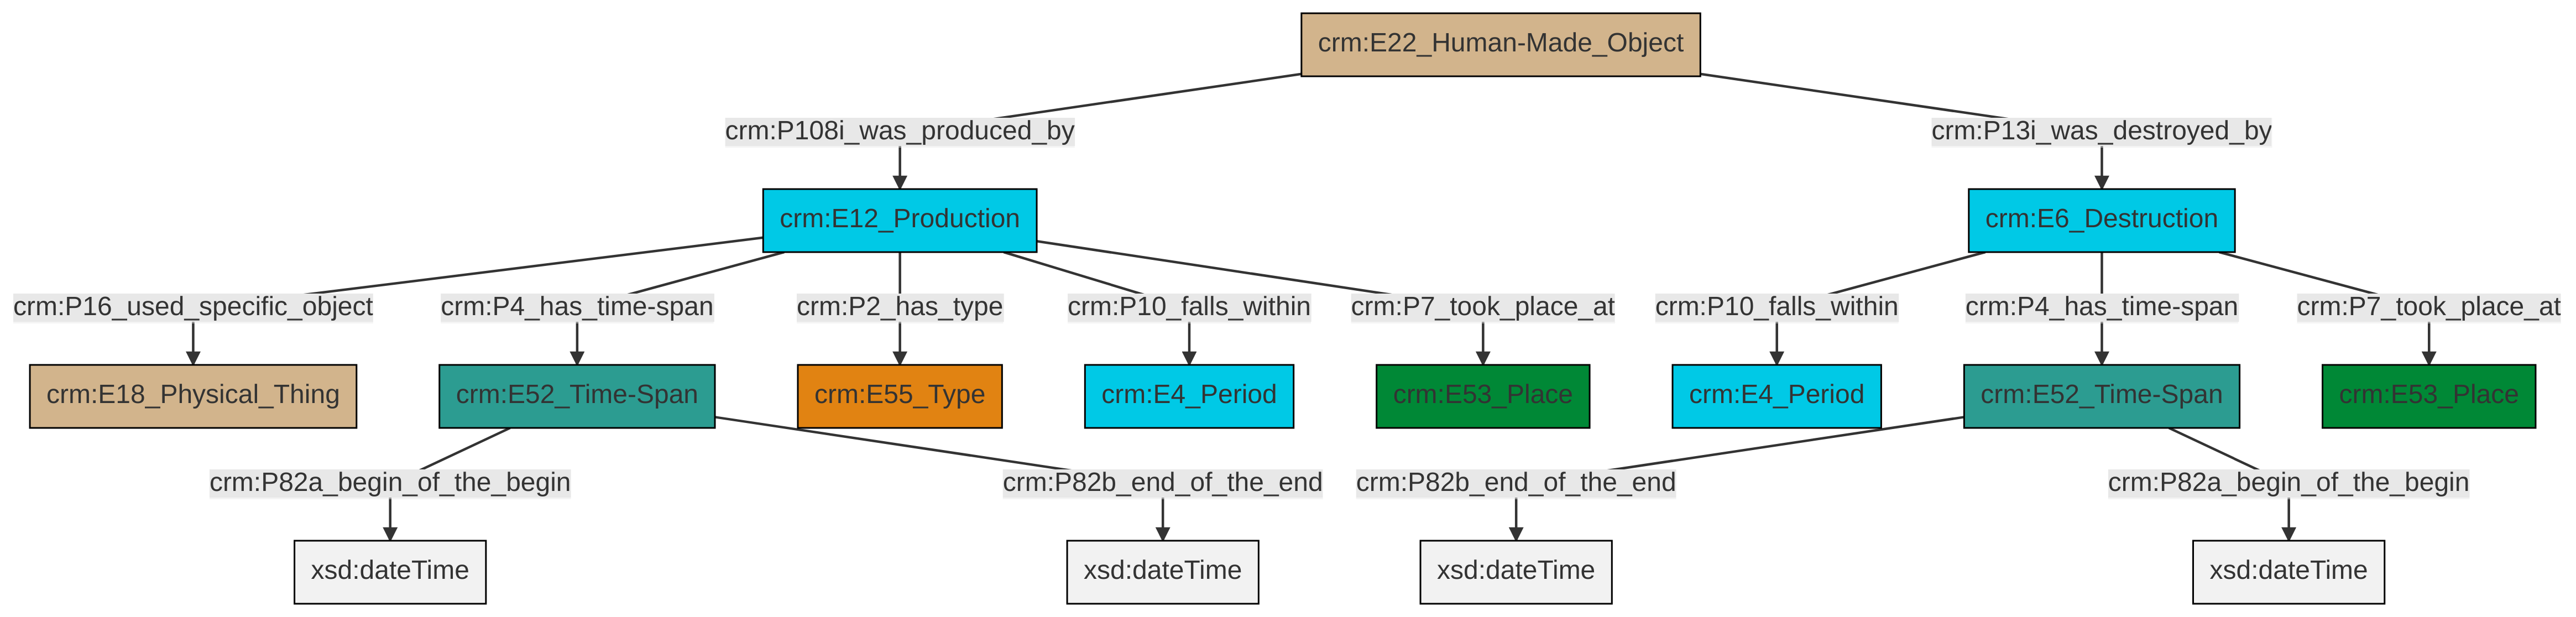 crm:E22_Human-Made_Object
crm:P108i_was_produced_by
crm:P13i_was_destroyed_by
crm:E12_Production
crm:E6_Destruction
crm:P16_used_specific_object
crm:P4_has_time-span
crm:P2_has_type
crm:P10_falls_within
crm:P7_took_place_at
crm:P10_falls_within
crm:P4_has_time-span
crm:P7_took_place_at
crm:E18_Physical_Thing
crm:E52_Time-Span
crm:E55_Type
crm:E4_Period
crm:E53_Place
crm:E4_Period
crm:E52_Time-Span
crm:E53_Place
crm:P82a_begin_of_the_begin
crm:P82b_end_of_the_end
crm:P82b_end_of_the_end
crm:P82a_begin_of_the_begin
xsd:dateTime
xsd:dateTime
xsd:dateTime
xsd:dateTime